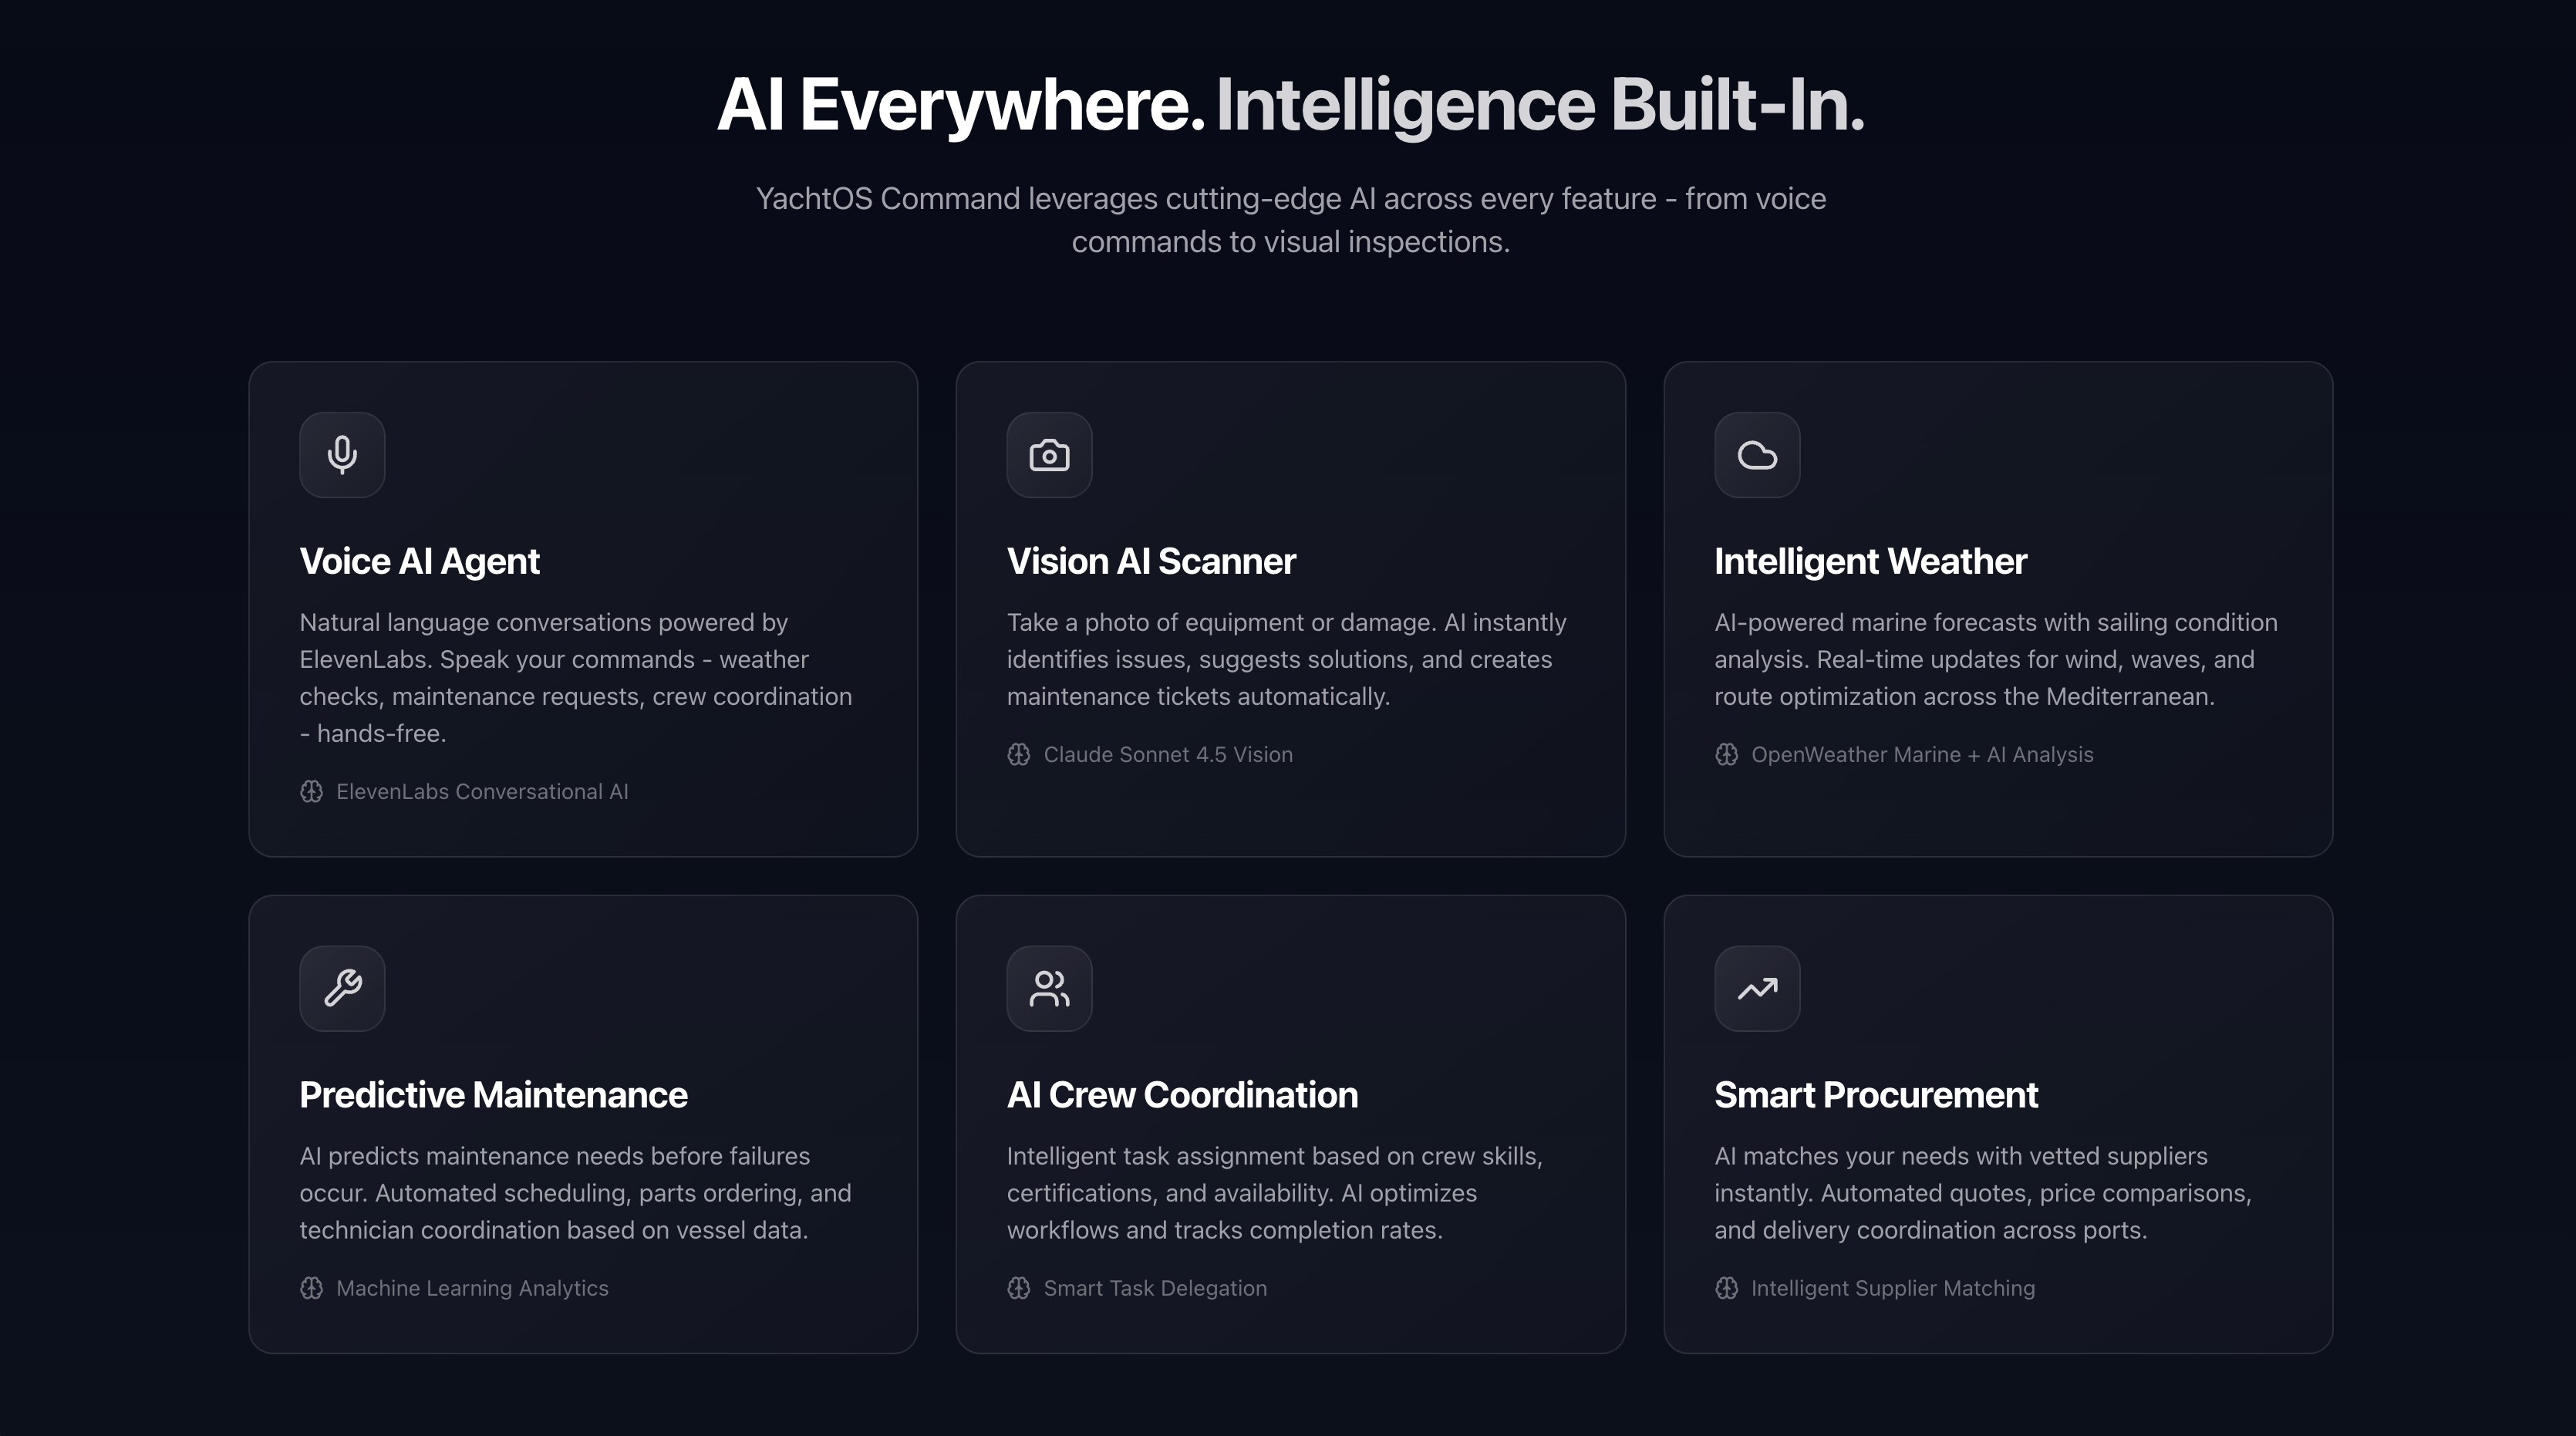 AI Everywhere. Intelligence Built-In.
YachtOS Command leverages cutting-edge AI across every feature - from voice
commands to visual inspections.
Voice AI Agent
Natural language conversations powered by
ElevenLabs. Speak your commands - weather
checks, maintenance requests, crew coordination
- hands-free.
ElevenLabs Conversational AI
Vision AI Scanner
Take a photo of equipment or damage. AI instantly
identifies issues, suggests solutions, and creates
maintenance tickets automatically.
Claude Sonnet 4.5 Vision
Intelligent Weather
AI-powered marine forecasts with sailing condition
analysis. Real-time updates for wind, waves, and
route optimization across the Mediterranean.
OpenWeather Marine + AI Analysis
Predictive Maintenance
AI predicts maintenance needs before failures
occur. Automated scheduling, parts ordering, and
technician coordination based on vessel data.
Machine Learning Analytics
AI Crew Coordination
Intelligent task assignment based on crew skills,
certifications, and availability. AI optimizes
workflows and tracks completion rates.
Smart Task Delegation
Smart Procurement
AI matches your needs with vetted suppliers
instantly. Automated quotes, price comparisons,
and delivery coordination across ports.
Intelligent Supplier Matching